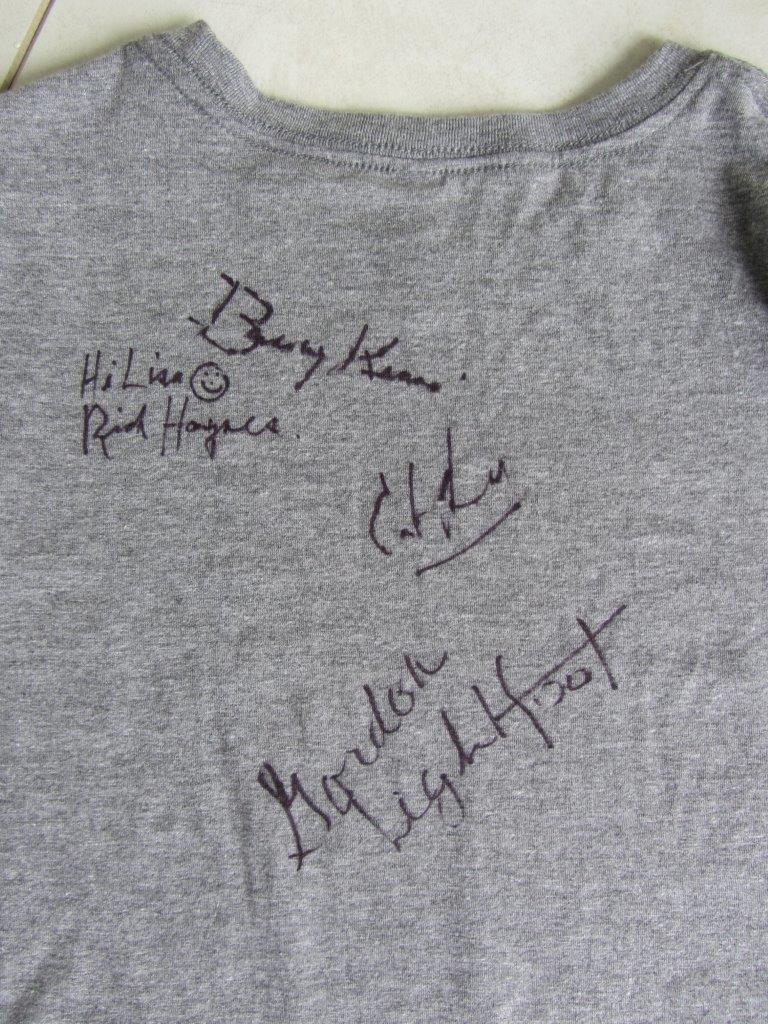 Barry Keane.
Hi Lisa
Rick Haynes.
Gordon
Lightfoot